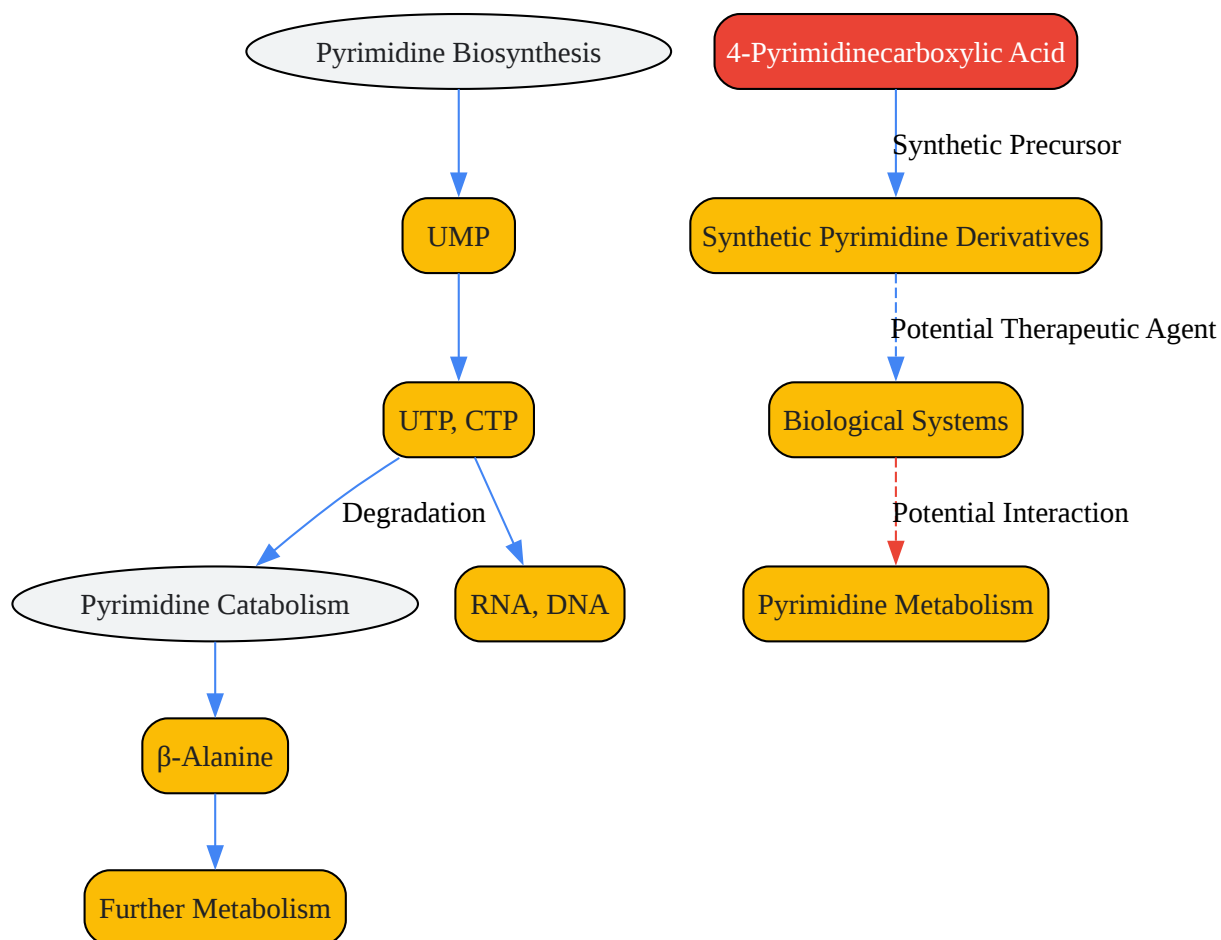 Pyrimidine Biosynthesis
4-Pyrimidinecarboxylic Acid
Synthetic Precursor
UMP
Synthetic Pyrimidine Derivatives
Potential Therapeutic Agent
UTP, CTP
Biological Systems
Degradation
Potential Interaction
Pyrimidine Catabolism
RNA, DNA
Pyrimidine Metabolism
β-Alanine
Further Metabolism